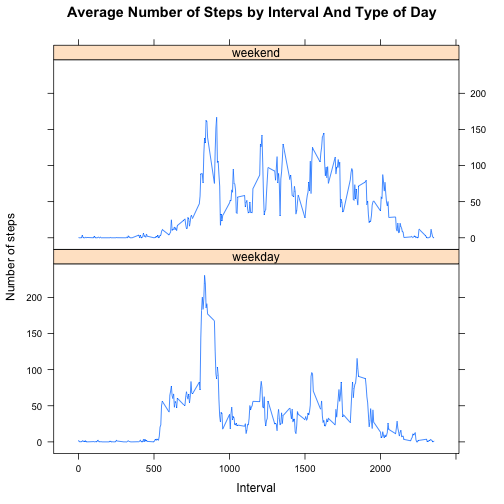 Average Number of Steps by Interval And Type of Day
weekend
200
150
100
50
0
weekday
200
150
100
50
0
Number of steps
0 500 1000 1500 2000
Interval